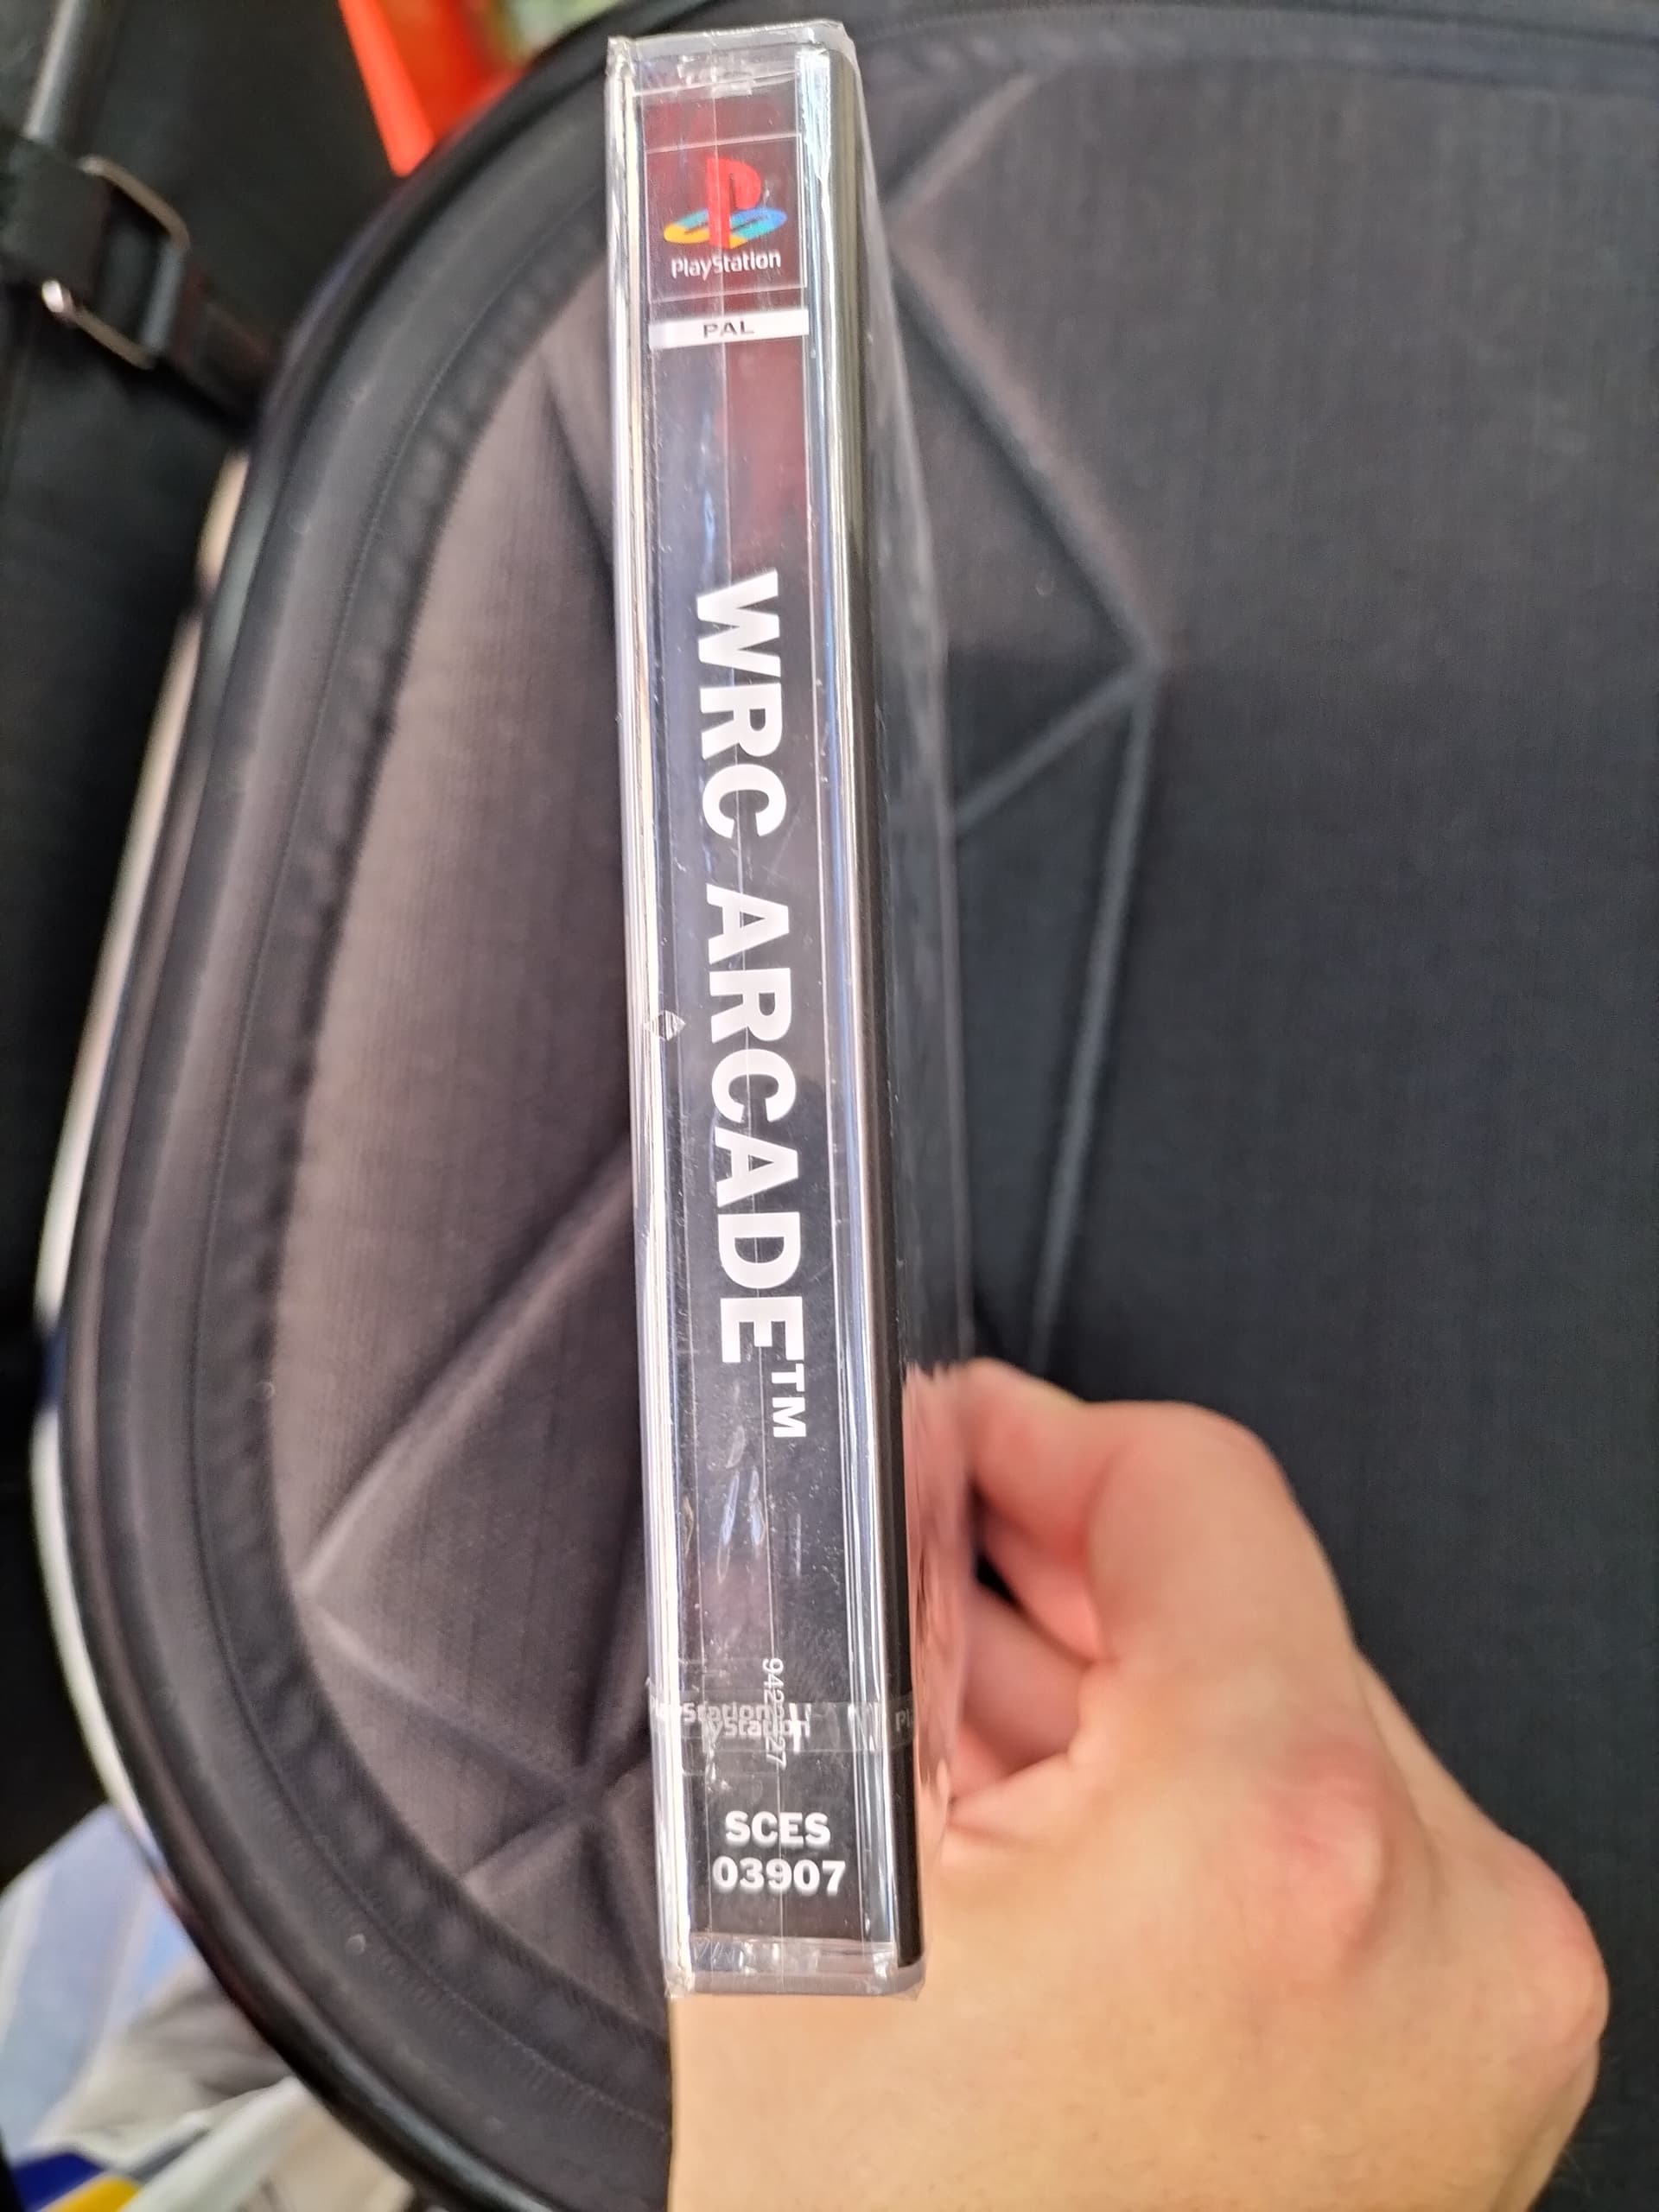 PlayStation
PAL
WRC ARCADE™
SCES
03907